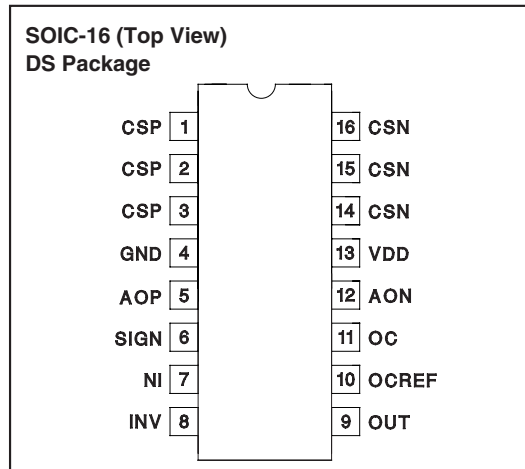 SOIC-16 (Top View)
DS Package
CSP 1 16 CSN
CSP 2 15 CSN
CSP 3 14 CSN
GND 4 13 VDD
AOP 5 12 AON
SIGN 6 11 OC
NI 7 10 OCREF
INV 8 9 OUT